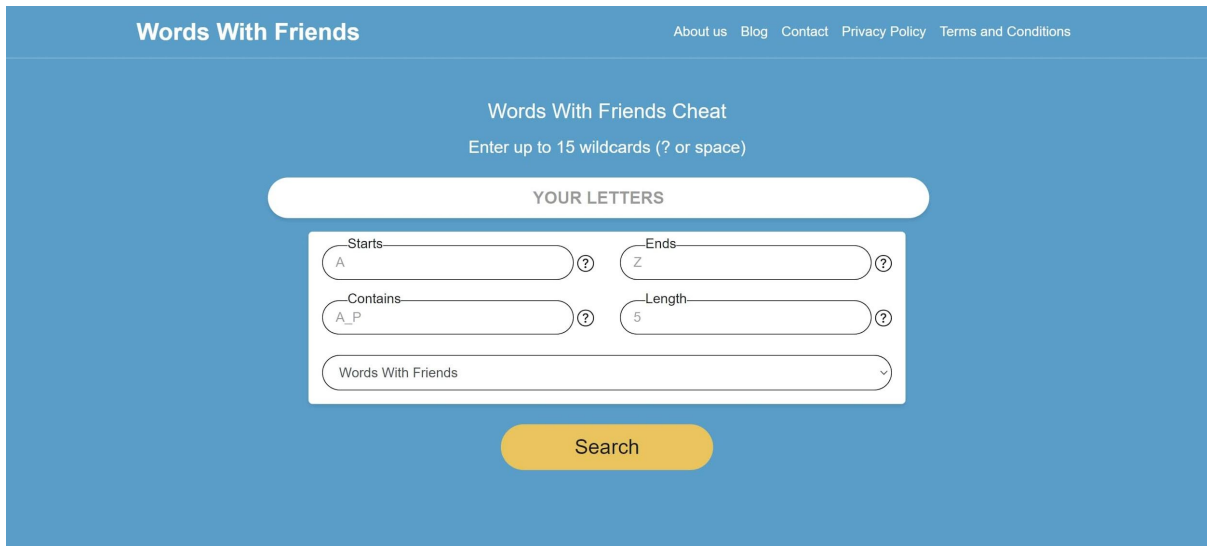 Words With Friends
About us Blog Contact Privacy Policy Terms and Conditions
Words With Friends Cheat
Enter up to 15 wildcards (? or space)
YOUR LETTERS
Starts
A
?
Ends
Z
?
Contains
A_P
?
Length
5
?
Words With Friends
Search